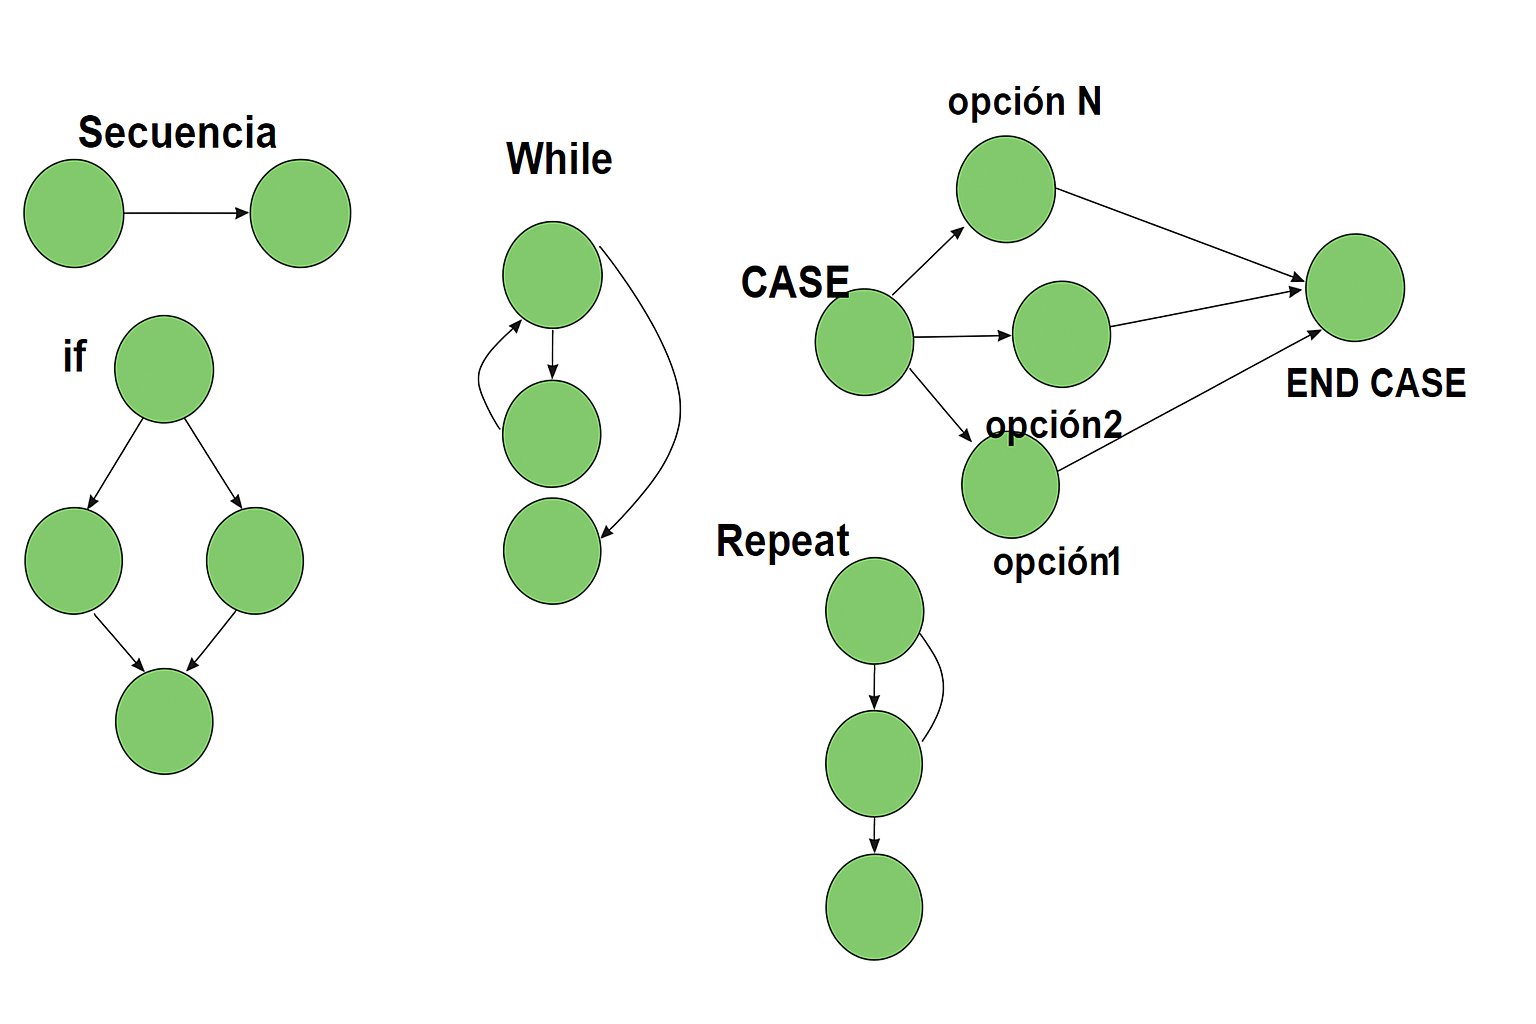 Secuencia
if
While
opción N
CASE
opción2
opción1
END CASE
Repeat